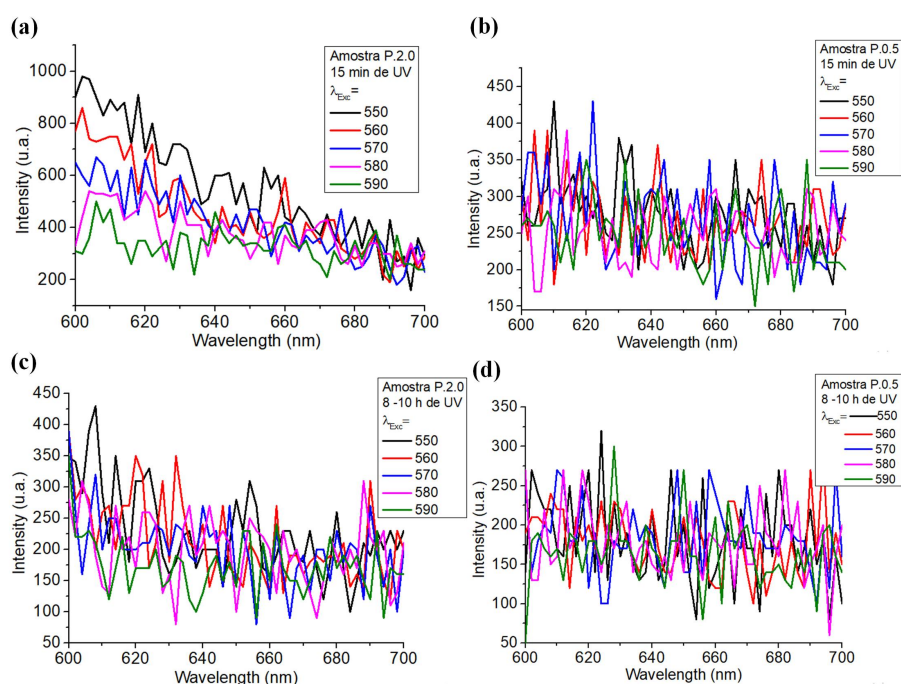 (a)
Amostra P.2.0
15 min de UV
λExc=
550
560
570
580
590
1000
800
600
400
200
Intensity (u.a.)
600 620 640 660 680 700
Wavelength (nm)
(b)
Amostra P.0.5
15 min de UV
λExc=
550
560
570
580
590
500
450
400
350
300
250
200
150
Intensity (u.a.)
600 620 640 660 680 700
Wavelength (nm)
(c)
Amostra P.2.0
8 -10 h de UV
λExc=
550
560
570
580
590
450
400
350
300
250
200
150
100
50
Intensity (u.a.)
600 620 640 660 680 700
Wavelength (nm)
(d)
Amostra P.0.5
8 -10 h de UV
λExc= 550
560
570
580
590
350
300
250
200
150
100
50
Intensity (u.a.)
600 620 640 660 680 700
Wavelength (nm)